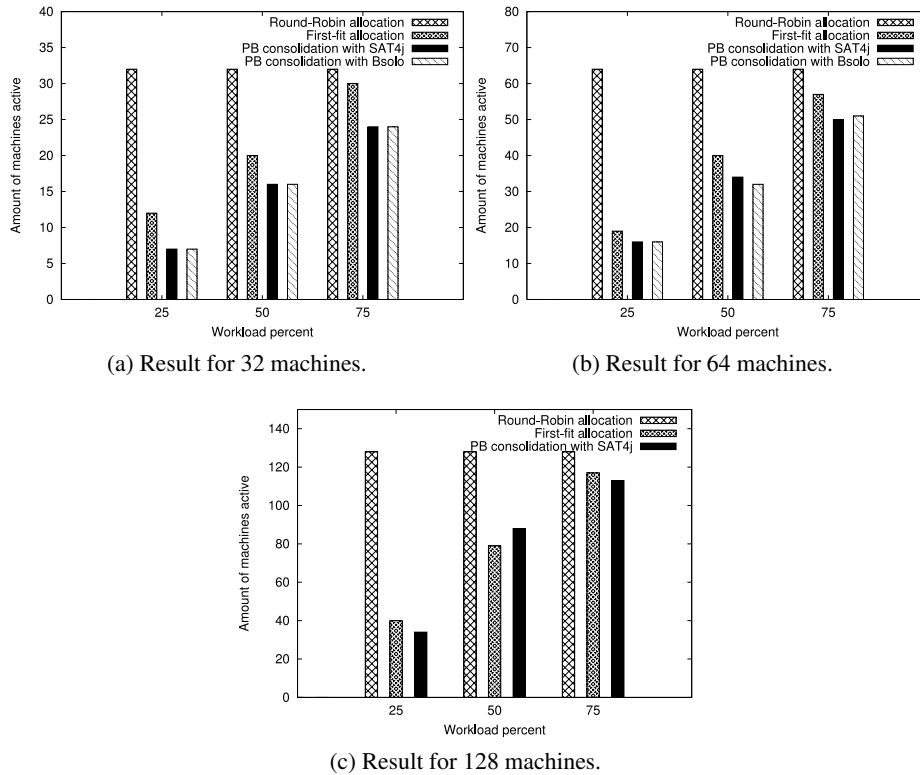 40
35
30
25
20
15
10
5
0
Amount of machines active
Round-Robin allocation
First-fit allocation
PB consolidation with SAT4j
PB consolidation with Bsolo
25 50 75
Workload percent
(a) Result for 32 machines.
80
70
60
50
40
30
20
10
0
Amount of machines active
Round-Robin allocation
First-fit allocation
PB consolidation with SAT4j
PB consolidation with Bsolo
25 50 75
Workload percent
(b) Result for 64 machines.
140
120
100
80
60
40
20
0
Amount of machines active
Round-Robin allocation
First-fit allocation
PB consolidation with SAT4j
25 50 75
Workload percent
(c) Result for 128 machines.